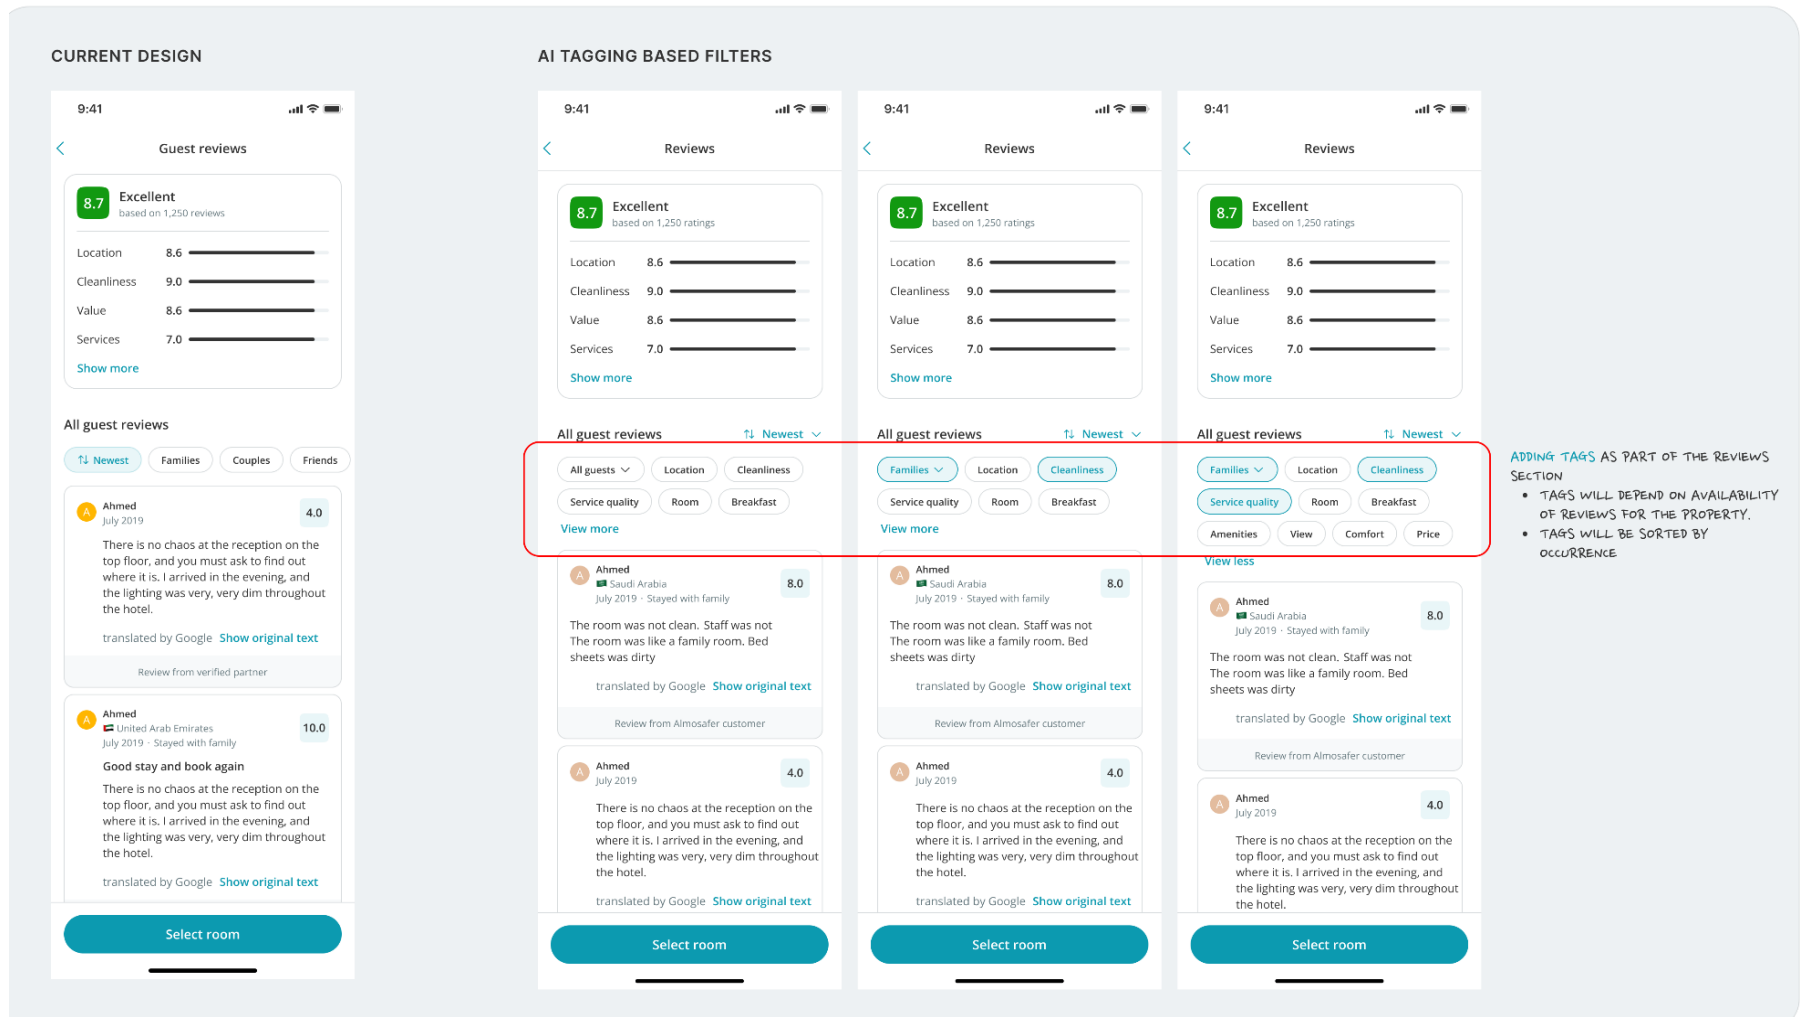 CURRENT DESIGN
9:41
Guest reviews
8.7
Excellent
based on 1,250 reviews
Location 8.6
Cleanliness 9.0
Value 8.6
Services 7.0
Show more
All guest reviews
Newest Families Couples Friends
A
Ahmed
4.0
July 2019
There is no chaos at the reception on the
top floor, and you must ask to find out
where it is. I arrived in the evening, and
the lighting was very, very dim throughout
the hotel.
translated by Google Show original text
Review from verified partner
A
Ahmed
United Arab Emirates
10.0
July 2019 · Stayed with family
Good stay and book again
There is no chaos at the reception on the
top floor, and you must ask to find out
where it is. I arrived in the evening, and
the lighting was very, very dim throughout
the hotel.
translated by Google Show original text
Select room
AI TAGGING BASED FILTERS
9:41
Reviews
8.7
Excellent
based on 1,250 ratings
Location 8.6
Cleanliness 9.0
Value 8.6
Services 7.0
Show more
All guest reviews Newest
All guests Location Cleanliness
Service quality Room Breakfast
View more
A
Ahmed
Saudi Arabia
8.0
July 2019 · Stayed with family
The room was not clean. Staff was not
The room was like a family room. Bed
sheets was dirty
translated by Google Show original text
Review from Almosafer customer
A
Ahmed
4.0
July 2019
There is no chaos at the reception on the
top floor, and you must ask to find out
where it is. I arrived in the evening, and
the lighting was very, very dim throughout
the hotel.
translated by Google Show original text
Select room
9:41
Reviews
8.7
Excellent
based on 1,250 ratings
Location 8.6
Cleanliness 9.0
Value 8.6
Services 7.0
Show more
All guest reviews Newest
Families Location Cleanliness
Service quality Room Breakfast
View more
A
Ahmed
Saudi Arabia
8.0
July 2019 · Stayed with family
The room was not clean. Staff was not
The room was like a family room. Bed
sheets was dirty
translated by Google Show original text
Review from Almosafer customer
A
Ahmed
4.0
July 2019
There is no chaos at the reception on the
top floor, and you must ask to find out
where it is. I arrived in the evening, and
the lighting was very, very dim throughout
the hotel.
translated by Google Show original text
Select room
9:41
Reviews
8.7
Excellent
based on 1,250 ratings
Location 8.6
Cleanliness 9.0
Value 8.6
Services 7.0
Show more
All guest reviews Newest
Families Location Cleanliness
Service quality Room Breakfast
Amenities View Comfort Price
View less
A
Ahmed
Saudi Arabia
8.0
July 2019 · Stayed with family
The room was not clean. Staff was not
The room was like a family room. Bed
sheets was dirty
translated by Google Show original text
Review from Almosafer customer
A
Ahmed
4.0
July 2019
There is no chaos at the reception on the
top floor, and you must ask to find out
where it is. I arrived in the evening, and
the lighting was very, very dim throughout
the hotel.
Select room
ADDING TAGS AS PART OF THE REVIEWS
SECTION
• TAGS WILL DEPEND ON AVAILABILITY
OF REVIEWS FOR THE PROPERTY.
• TAGS WILL BE SORTED BY
OCCURRENCE